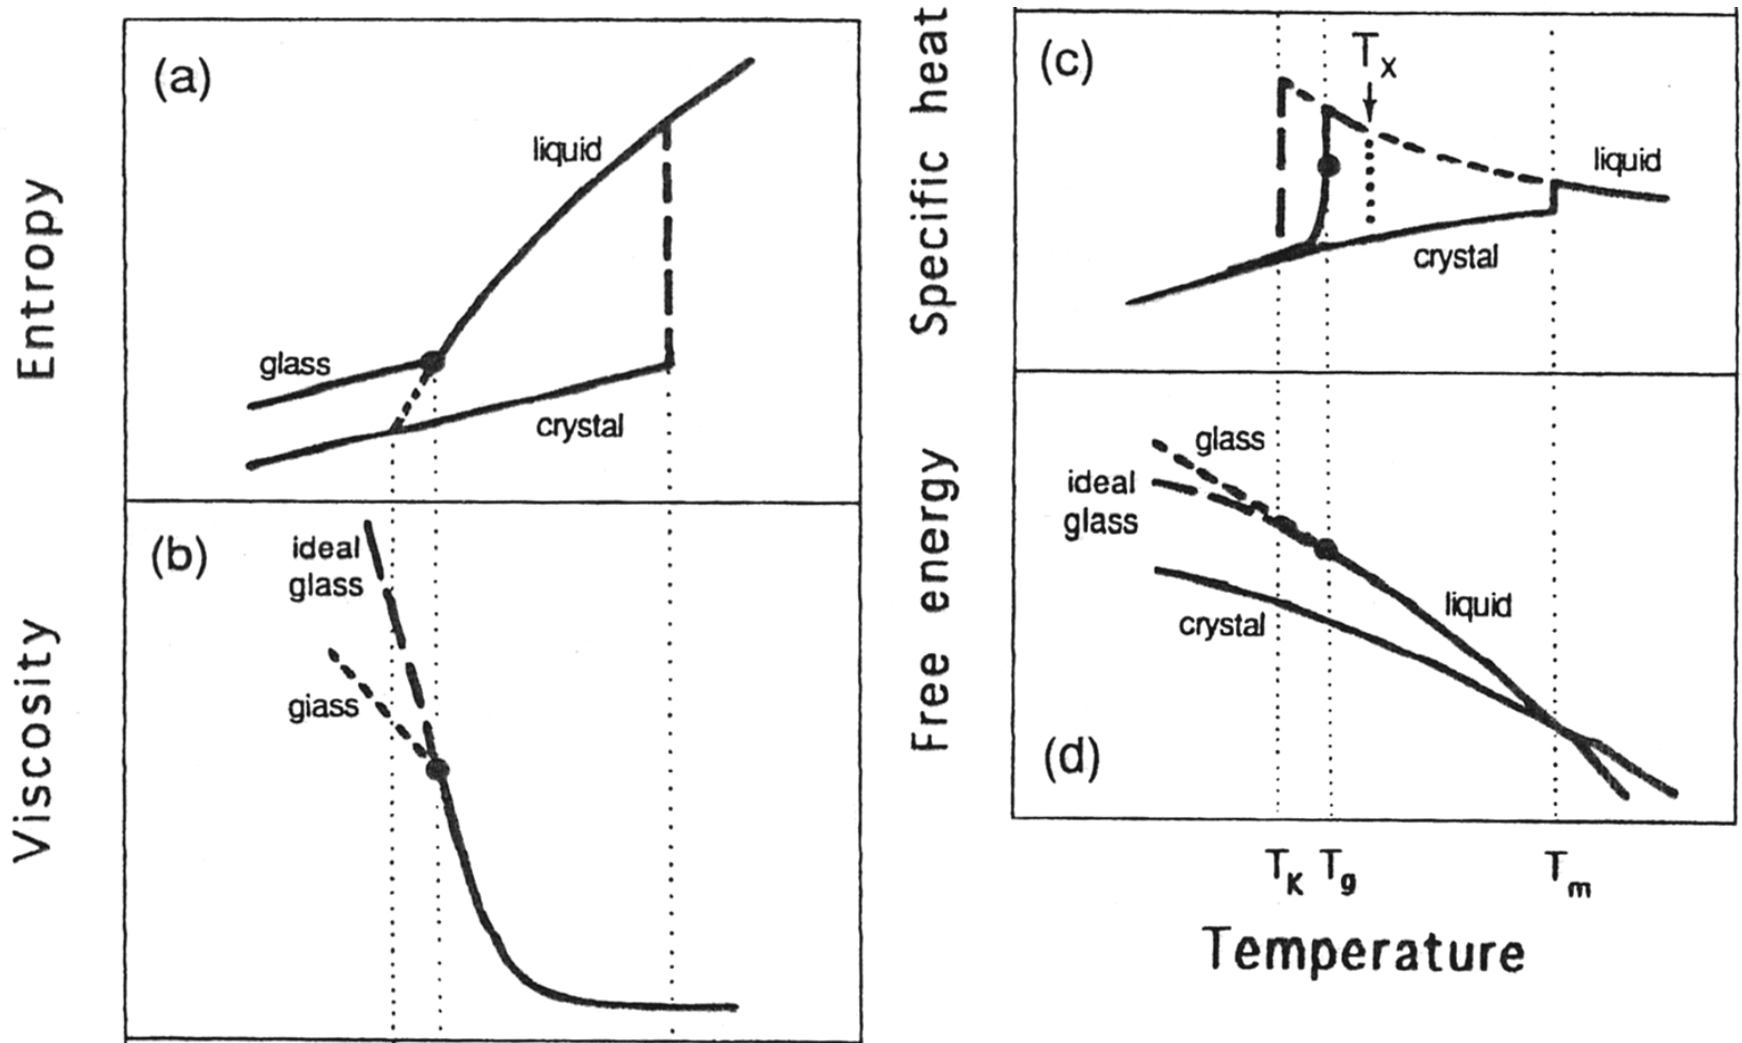 Entropy
(a)
liquid
glass
crystal
Viscosity
(b)
ideal
glass
giass
Specific heat
(c)
Tx
liquid
crystal
Free energy
glass
ideal
glass
crystal
liquid
(d)
TK Tg Tm
Temperature